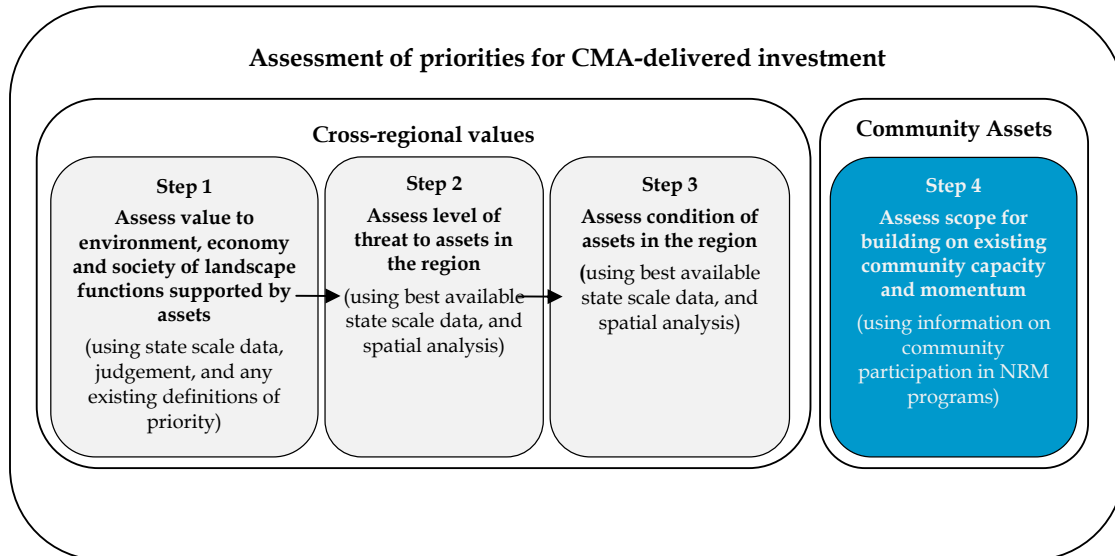 Assessment of priorities for CMA-delivered investment
Cross-regional values
Step 1
Assess value to
environment, economy
and society of landscape
functions supported by
assets
(using state scale data,
judgement, and any
existing definitions of
priority)
Step 2
Assess level of
threat to assets in
the region
(using best available
state scale data, and
spatial analysis)
Step 3
Assess condition of
assets in the region
(using best available
state scale data, and
spatial analysis)
Community Assets
Step 4
Assess scope for
building on existing
community capacity
and momentum
(using information on
community
participation in NRM
programs)